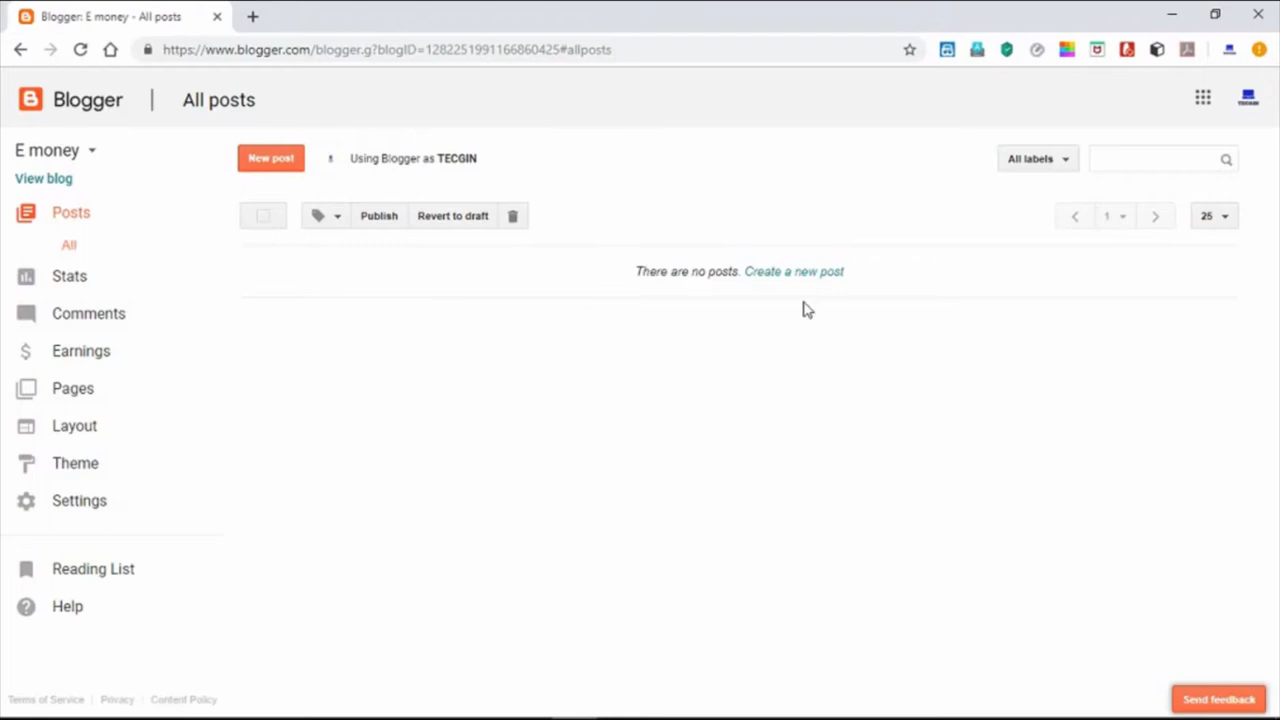 Blogger: E money - All posts
https://www.blogger.com/blogger.g?blogID=1282251991166860425#allposts
Blogger | All posts
TECGIN
E money
View blog
New post
Using Blogger as TECGIN
All labels
Posts
All
Publish
Revert to draft
1
25
There are no posts. Create a new post
Stats
Comments
Earnings
Pages
Layout
Theme
Settings
Reading List
Help
Terms of Service | Privacy | Content Policy
Send feedback